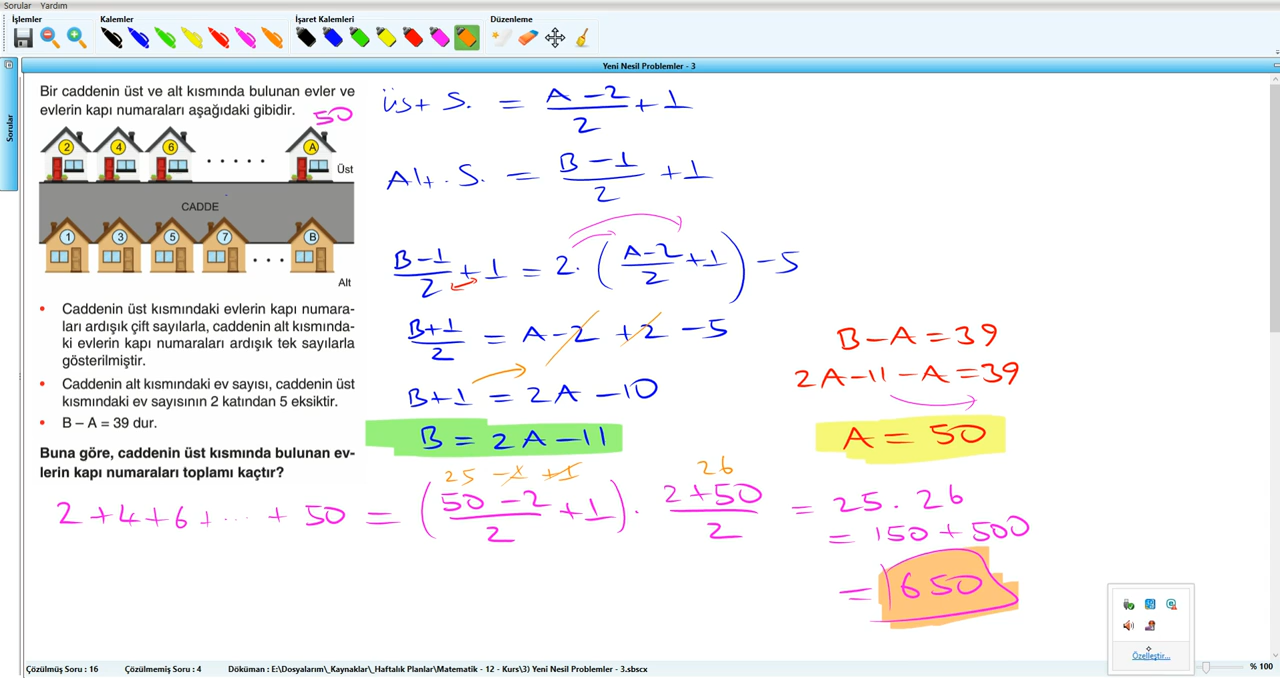 Sorular Yardım
İşlemler Kalemler İşaret Kalemleri Düzenleme
Yeni Nesil Problemler - 3
Sorular
Bir caddenin üst ve alt kısmında bulunan evler ve
evlerin kapı numaraları aşağıdaki gibidir.
50
2 4 6 ..... A
Üst
CADDE
1 3 5 7 ... B
Alt
• Caddenin üst kısmındaki evlerin kapı numara-
ları ardışık çift sayılarla, caddenin alt kısmında-
ki evlerin kapı numaraları ardışık tek sayılarla
gösterilmiştir.
• Caddenin alt kısmındaki ev sayısı, caddenin üst
kısmındaki ev sayısının 2 katından 5 eksiktir.
• B – A = 39 dur.
Buna göre, caddenin üst kısmında bulunan ev-
lerin kapı numaraları toplamı kaçtır?
üst S. = (A-2)/2 + 1
Alt. S. = (B-1)/2 + 1
(B-1)/2 + 1 = 2. ((A-2)/2 + 1) - 5
(B+1)/2 = A - 2 + 2 - 5
B+1 = 2A - 10
B = 2A - 11
B - A = 39
2A - 11 - A = 39
A = 50
25 -1 +1 26
2 + 4 + 6 + ... + 50 = ((50 - 2)/2 + 1) . (2 + 50)/2 = 25 . 26
= 150 + 500
= 650
Özelleştir...
Çözülmüş Soru : 16 Çözülmemiş Soru : 4 Döküman : E:\Dosyalarım\_Kaynaklar\_Haftalık Planlar\Matematik - 12 - Kurs\3) Yeni Nesil Problemler - 3.sbscx % 100